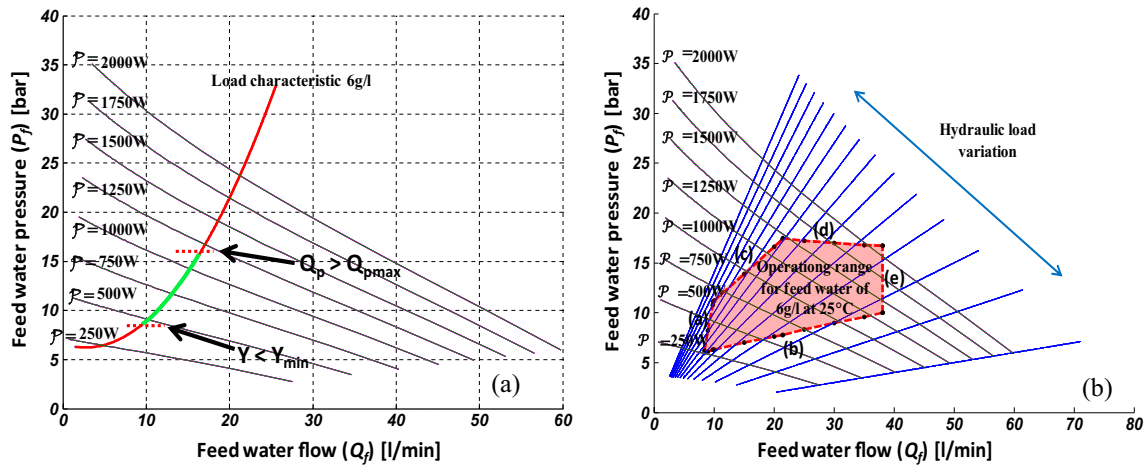 40
35
30
25
20
15
10
5
0
Feed water pressure (Pf) [bar]
0 10 20 30 40 50 60
Feed water flow (Qf) [l/min]
P = 2000W
P = 1750W
P = 1500W
P = 1250W
P = 1000W
P = 750W
P = 500W
P = 250W
Load characteristic 6g/l
Qp > Qpmax
Y < Ymin
(a)
40
35
30
25
20
15
10
5
0
Feed water pressure (Pf) [bar]
0 10 20 30 40 50 60 70 80
Feed water flow (Qf) [l/min]
P = 2000W
P = 1750W
P = 1500W
P = 1250W
P = 1000W
P = 750W
P = 500W
P = 250W
Hydraulic load
variation
(d)
(c)
(e)
(a)
(b)
Operationg range
for feed water of
6g/l at 25°C
(b)